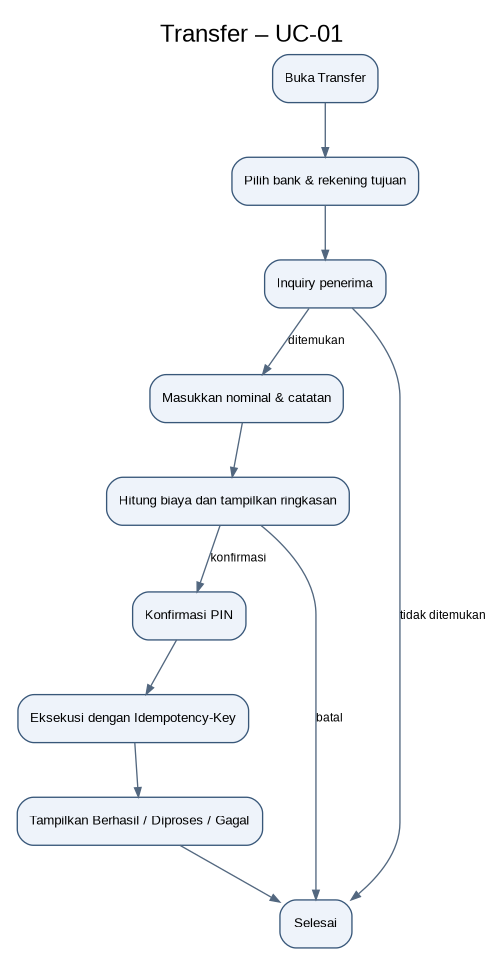 Transfer – UC-01
Buka Transfer
Pilih bank & rekening tujuan
Inquiry penerima
ditemukan
Masukkan nominal & catatan
Hitung biaya dan tampilkan ringkasan
konfirmasi
Konfirmasi PIN
tidak ditemukan
Eksekusi dengan Idempotency-Key
batal
Tampilkan Berhasil / Diproses / Gagal
Selesai